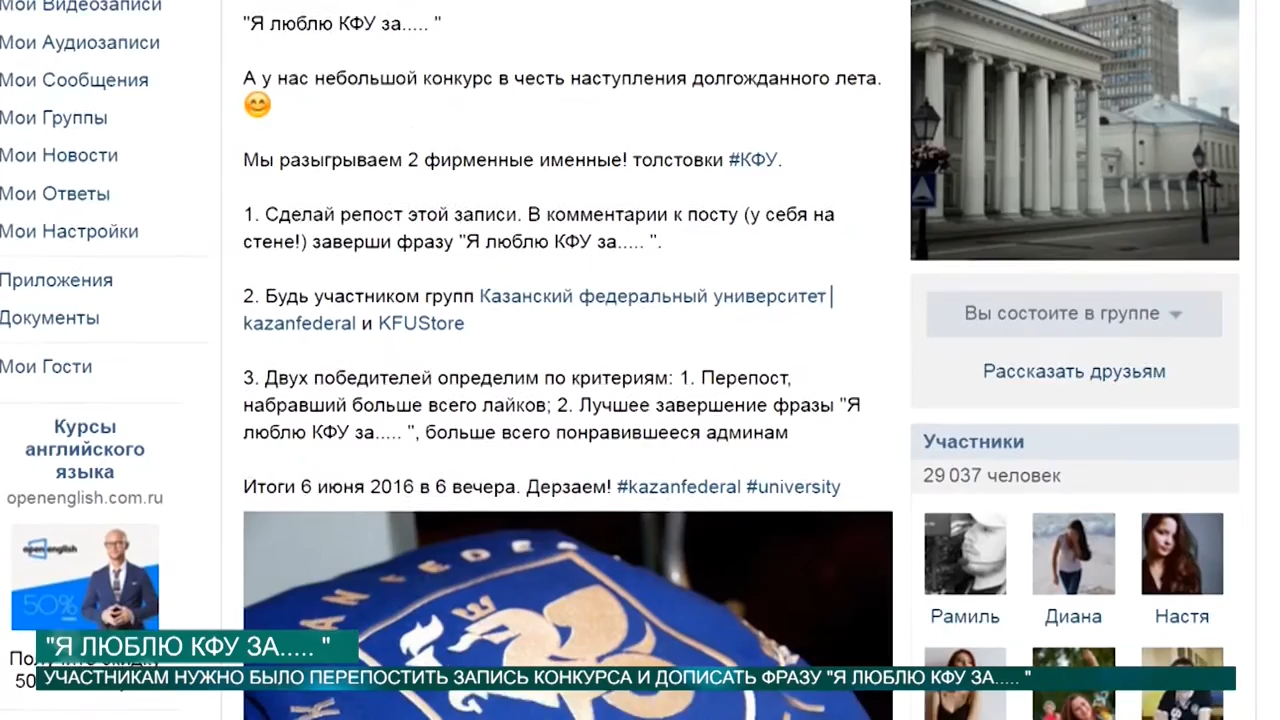 Мои Видеозаписи
Мои Аудиозаписи
Мои Сообщения
Мои Группы
Мои Новости
Мои Ответы
Мои Настройки
Приложения
Документы
Мои Гости
Курсы
английского
языка
openenglish.com.ru
open english
50%
"Я люблю КФУ за..... "
А у нас небольшой конкурс в честь наступления долгожданного лета.
😊
Мы разыгрываем 2 фирменные именные! толстовки #КФУ.
1. Сделай репост этой записи. В комментарии к посту (у себя на
стене!) заверши фразу "Я люблю КФУ за..... ".
2. Будь участником групп Казанский федеральный университет|
kazanfederal и KFUStore
3. Двух победителей определим по критериям: 1. Перепост,
набравший больше всего лайков; 2. Лучшее завершение фразы "Я
люблю КФУ за..... ", больше всего понравившееся админам
Итоги 6 июня 2016 в 6 вечера. Дерзаем! #kazanfederal #university
Вы состоите в группе
Рассказать друзьям
Участники
29 037 человек
Рамиль
Диана
Настя
"Я ЛЮБЛЮ КФУ ЗА..... "
УЧАСТНИКАМ НУЖНО БЫЛО ПЕРЕПОСТИТЬ ЗАПИСЬ КОНКУРСА И ДОПИСАТЬ ФРАЗУ "Я ЛЮБЛЮ КФУ ЗА..... "